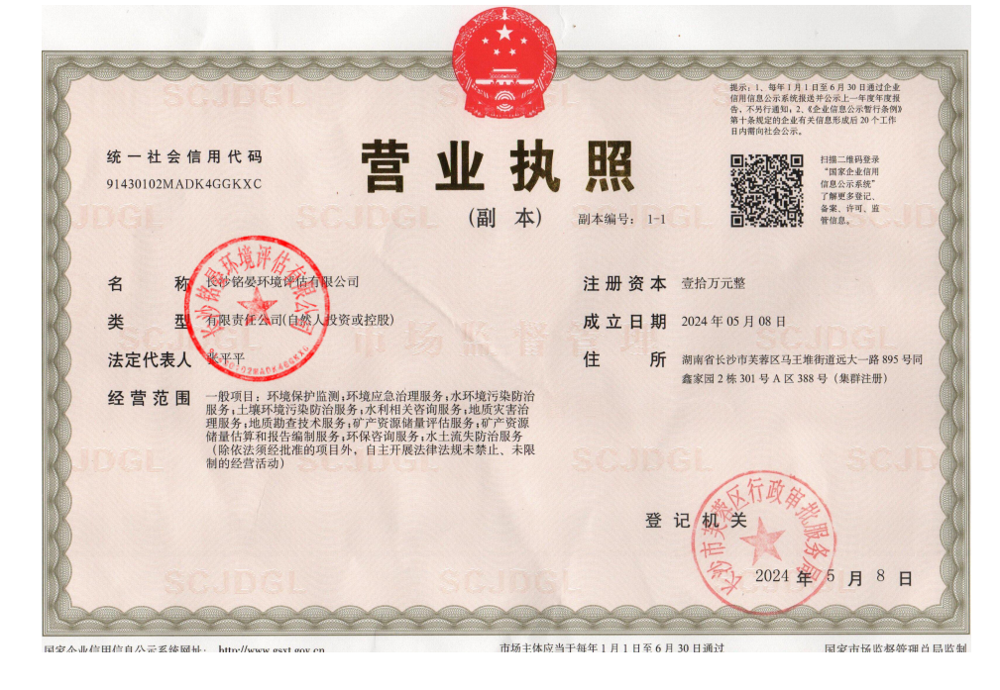 提示：1、每年1月1日至6月30日通过企业
信用信息公示系统报送并公示上一年度年度报
告，不另行通知；2、《企业信息公示暂行条例》
第十条规定的企业有关信息形成后20个工作
日内需向社会公示。
统一社会信用代码
91430102MADK4GGKXC
营业执照
（副 本）
副本编号： 1-1
扫描二维码登录
“国家企业信用
信息公示系统”
了解更多登记、
备案、许可、监
管信息。
名 称 长沙铭晏环境评估有限公司
类 型 有限责任公司(自然人投资或控股)
法定代表人 张平平
经营范围 一般项目：环境保护监测;环境应急治理服务;水环境污染防治
服务;土壤环境污染防治服务;水利相关咨询服务;地质灾害治
理服务;地质勘查技术服务;矿产资源储量评估服务;矿产资源
储量估算和报告编制服务;环保咨询服务;水土流失防治服务
（除依法须经批准的项目外，自主开展法律法规未禁止、未限
制的经营活动）
注册资本 壹拾万元整
成立日期 2024年05月08日
住 所 湖南省长沙市芙蓉区马王堆街道远大一路895号同
鑫家园2栋301号A区388号（集群注册）
长沙铭晏环境评估有限公司
市场监督管理
SCJDGL
登记机关
长沙市芙蓉区行政审批服务局
2024年5月8日
国家企业信用信息公示系统网址： http://www.gsxt.gov.cn
市场主体应当于每年1月1日至6月30日通过
国家市场监督管理总局监制